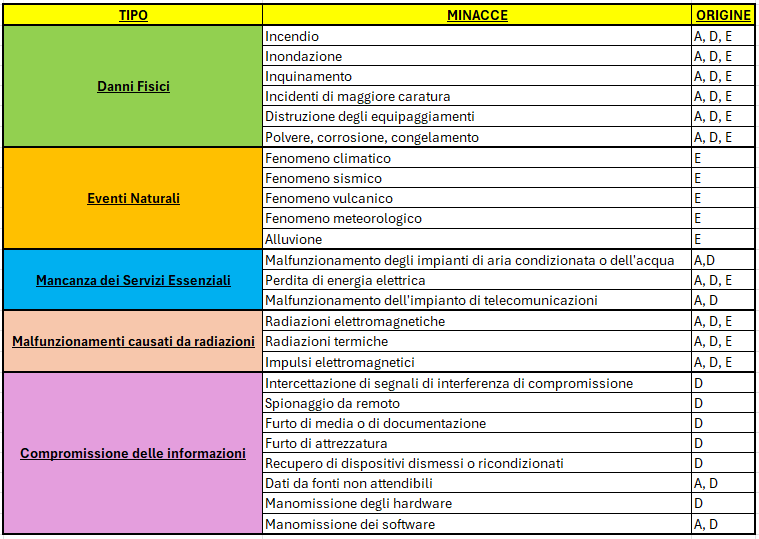 TIPO MINACCE ORIGINE
Danni Fisici
Incendio A, D, E
Inondazione A, D, E
Inquinamento A, D, E
Incidenti di maggiore caratura A, D, E
Distruzione degli equipaggiamenti A, D, E
Polvere, corrosione, congelamento A, D, E
Eventi Naturali
Fenomeno climatico E
Fenomeno sismico E
Fenomeno vulcanico E
Fenomeno meteorologico E
Alluvione E
Mancanza dei Servizi Essenziali
Malfunzionamento degli impianti di aria condizionata o dell'acqua A,D
Perdita di energia elettrica A, D, E
Malfunzionamento dell'impianto di telecomunicazioni A, D
Malfunzionamenti causati da radiazioni
Radiazioni elettromagnetiche A, D, E
Radiazioni termiche A, D, E
Impulsi elettromagnetici A, D, E
Compromissione delle informazioni
Intercettazione di segnali di interferenza di compromissione D
Spionaggio da remoto D
Furto di media o di documentazione D
Furto di attrezzatura D
Recupero di dispositivi dismessi o ricondizionati D
Dati da fonti non attendibili A, D
Manomissione degli hardware D
Manomissione dei software A, D